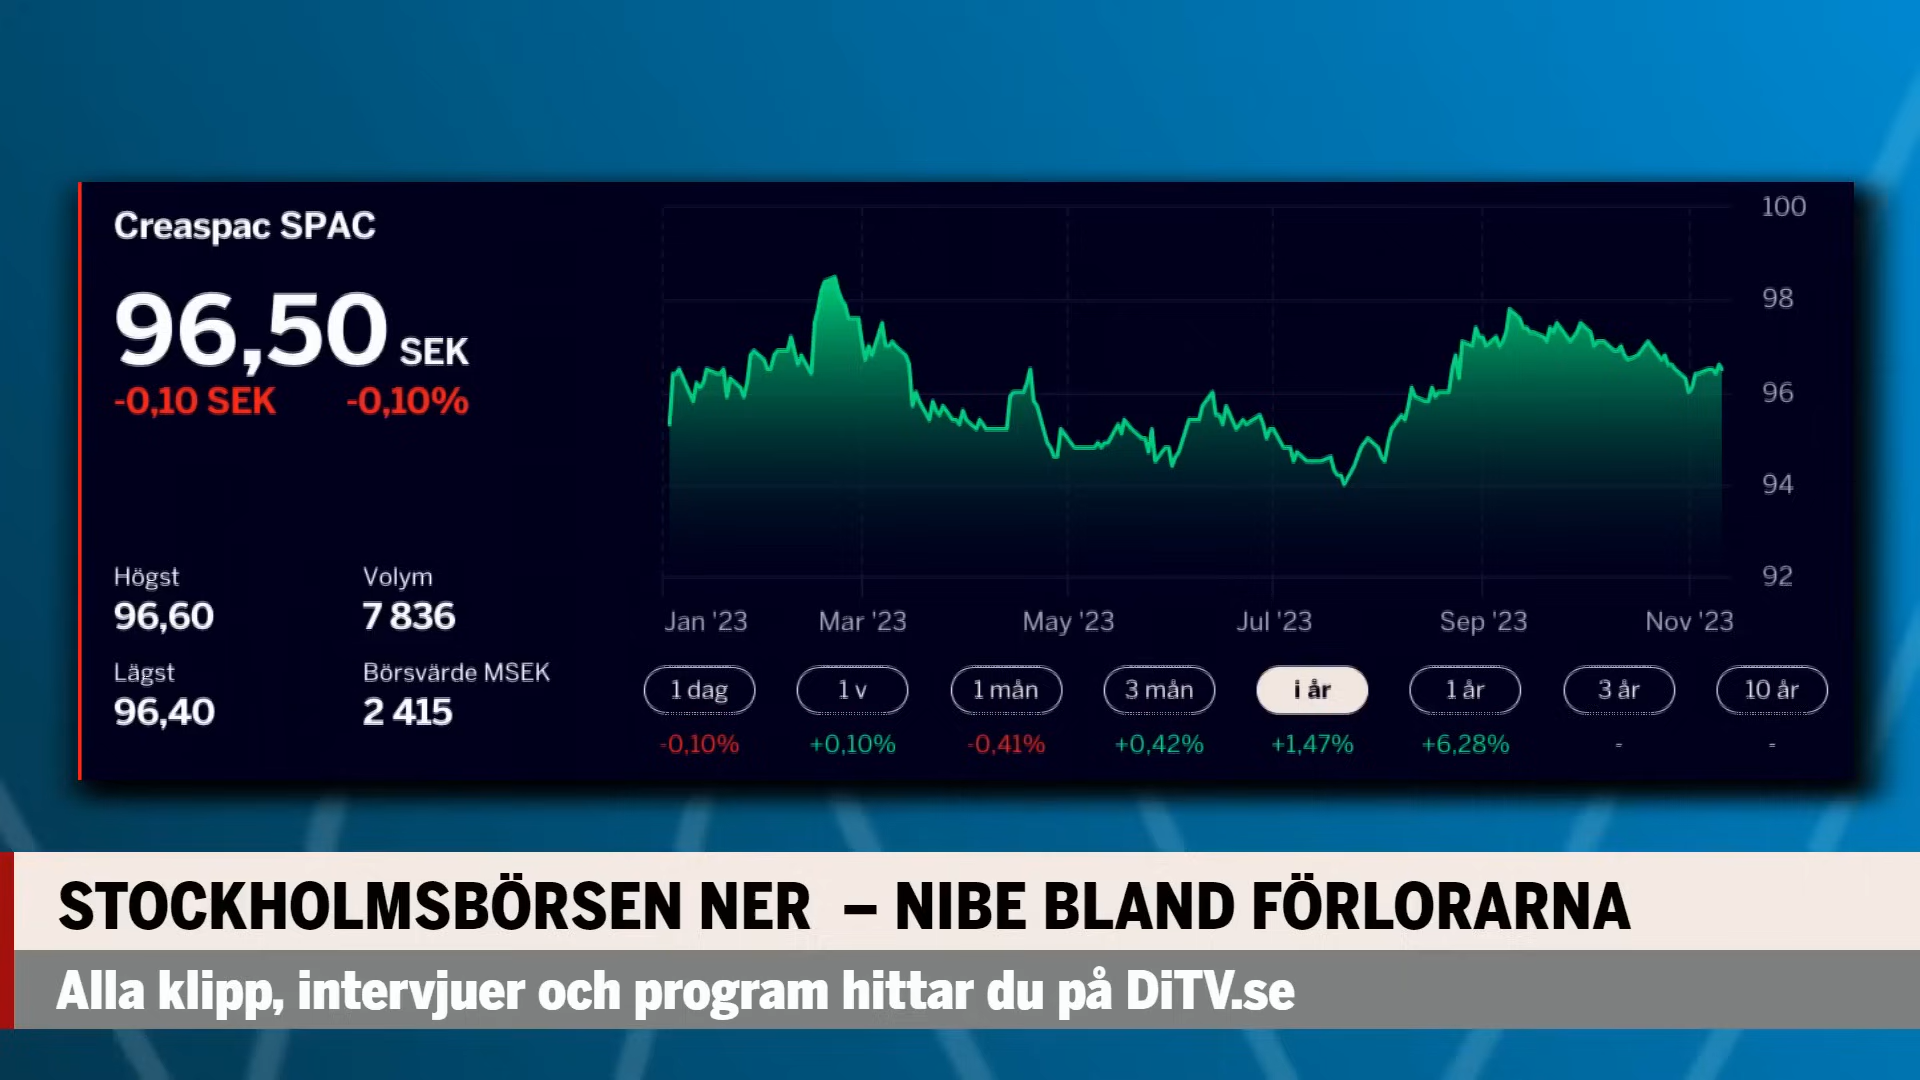 Creaspac SPAC
96,50 SEK
-0,10 SEK -0,10%
Högst Volym
96,60 7 836
Lägst Börsvärde MSEK
96,40 2 415
100
98
96
94
92
Jan '23 Mar '23 May '23 Jul '23 Sep '23 Nov '23
1 dag 1 v 1 mån 3 mån i år 1 år 3 år 10 år
-0,10% +0,10% -0,41% +0,42% +1,47% +6,28% - -
STOCKHOLMSBÖRSEN NER – NIBE BLAND FÖRLORARNA
Alla klipp, intervjuer och program hittar du på DiTV.se